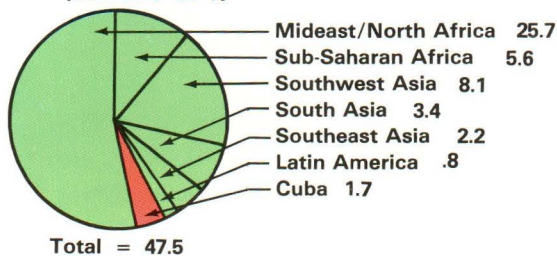 Mideast/North Africa 25.7
Sub-Saharan Africa 5.6
Southwest Asia 8.1
South Asia 3.4
Southeast Asia 2.2
Latin America .8
Cuba 1.7
Total = 47.5